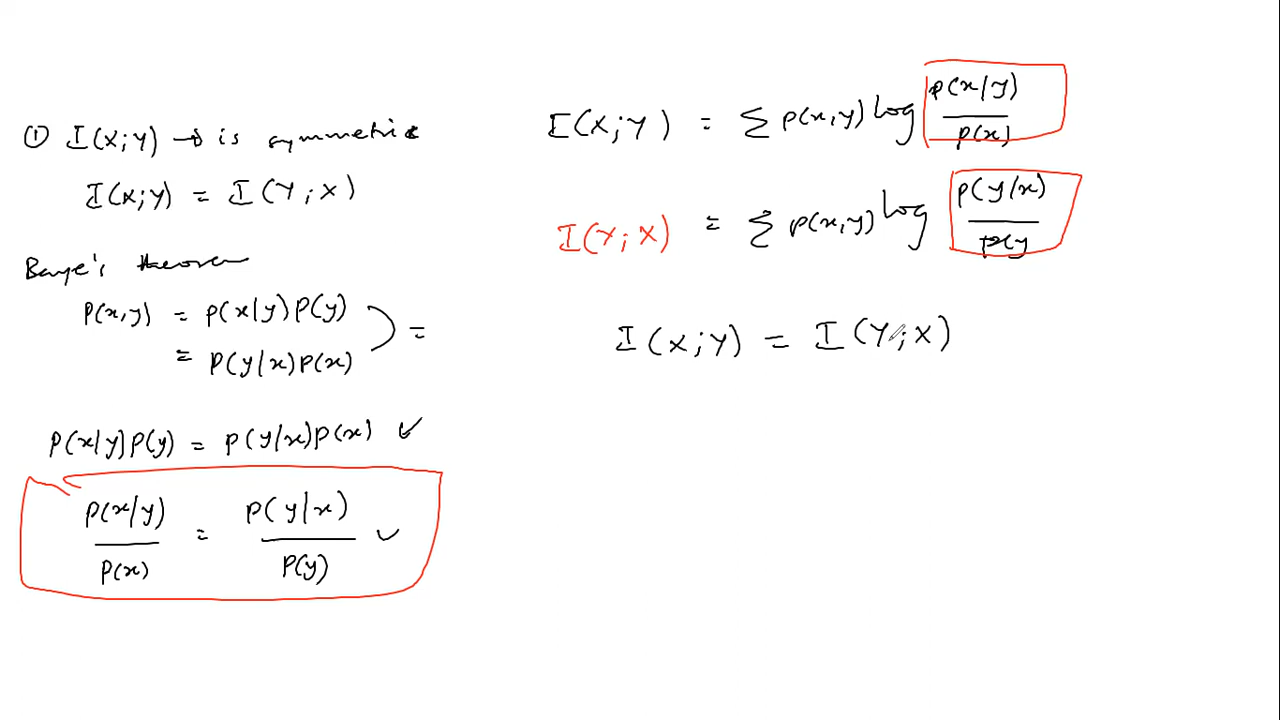 ① I(X;Y) → is symmetric
I(X;Y) = I(Y;X)
Baye's theorem
P(x,y) = P(x/y)P(y)
= P(y/x)P(x) ) =
P(x/y)P(y) = P(y/x)P(x) ✓
P(x/y) / P(x) = P(y/x) / P(y) ✓
I(X;Y) = ∑ P(x,y) log P(x/y) / P(x)
I(Y;X) = ∑ P(x,y) log P(y/x) / P(y
I(X;Y) = I(Y;X)